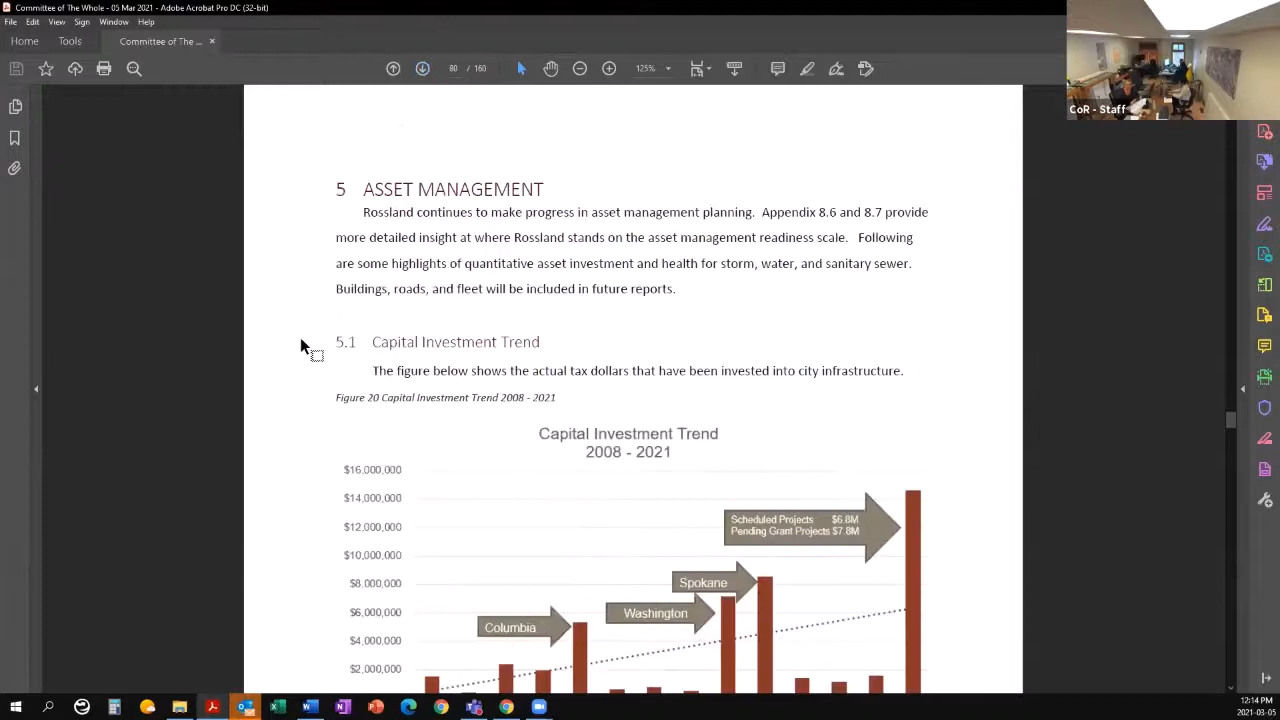 Committee of The Whole - 05 Mar 2021 - Adobe Acrobat Pro DC (32-bit)
File Edit View Sign Window Help
Home Tools Committee of The ... ×
80 / 160 125%
CoR - Staff
5 ASSET MANAGEMENT
Rossland continues to make progress in asset management planning. Appendix 8.6 and 8.7 provide
more detailed insight at where Rossland stands on the asset management readiness scale. Following
are some highlights of quantitative asset investment and health for storm, water, and sanitary sewer.
Buildings, roads, and fleet will be included in future reports.
5.1 Capital Investment Trend
The figure below shows the actual tax dollars that have been invested into city infrastructure.
Figure 20 Capital Investment Trend 2008 - 2021
Capital Investment Trend
2008 - 2021
$16,000,000
$14,000,000
$12,000,000
$10,000,000
$8,000,000
$6,000,000
$4,000,000
$2,000,000
Scheduled Projects $6.8M
Pending Grant Projects $7.8M
Spokane
Washington
Columbia
12:14 PM
2021-03-05